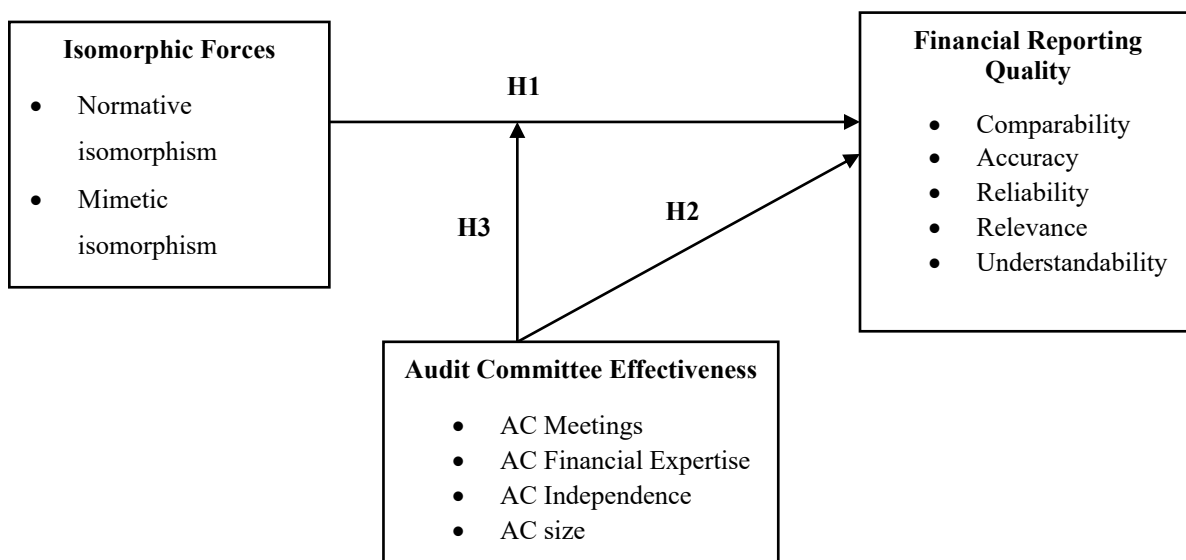 Isomorphic Forces
• Normative
isomorphism
• Mimetic
isomorphism
H1
H3
H2
Financial Reporting
Quality
• Comparability
• Accuracy
• Reliability
• Relevance
• Understandability
Audit Committee Effectiveness
• AC Meetings
• AC Financial Expertise
• AC Independence
• AC size